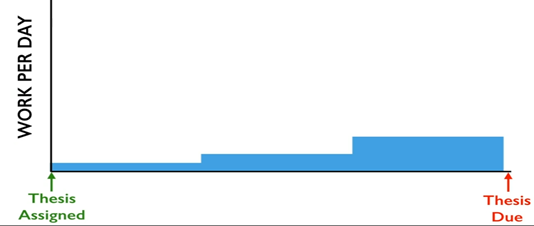 WORK PER DAY
Thesis
Assigned
Thesis
Due